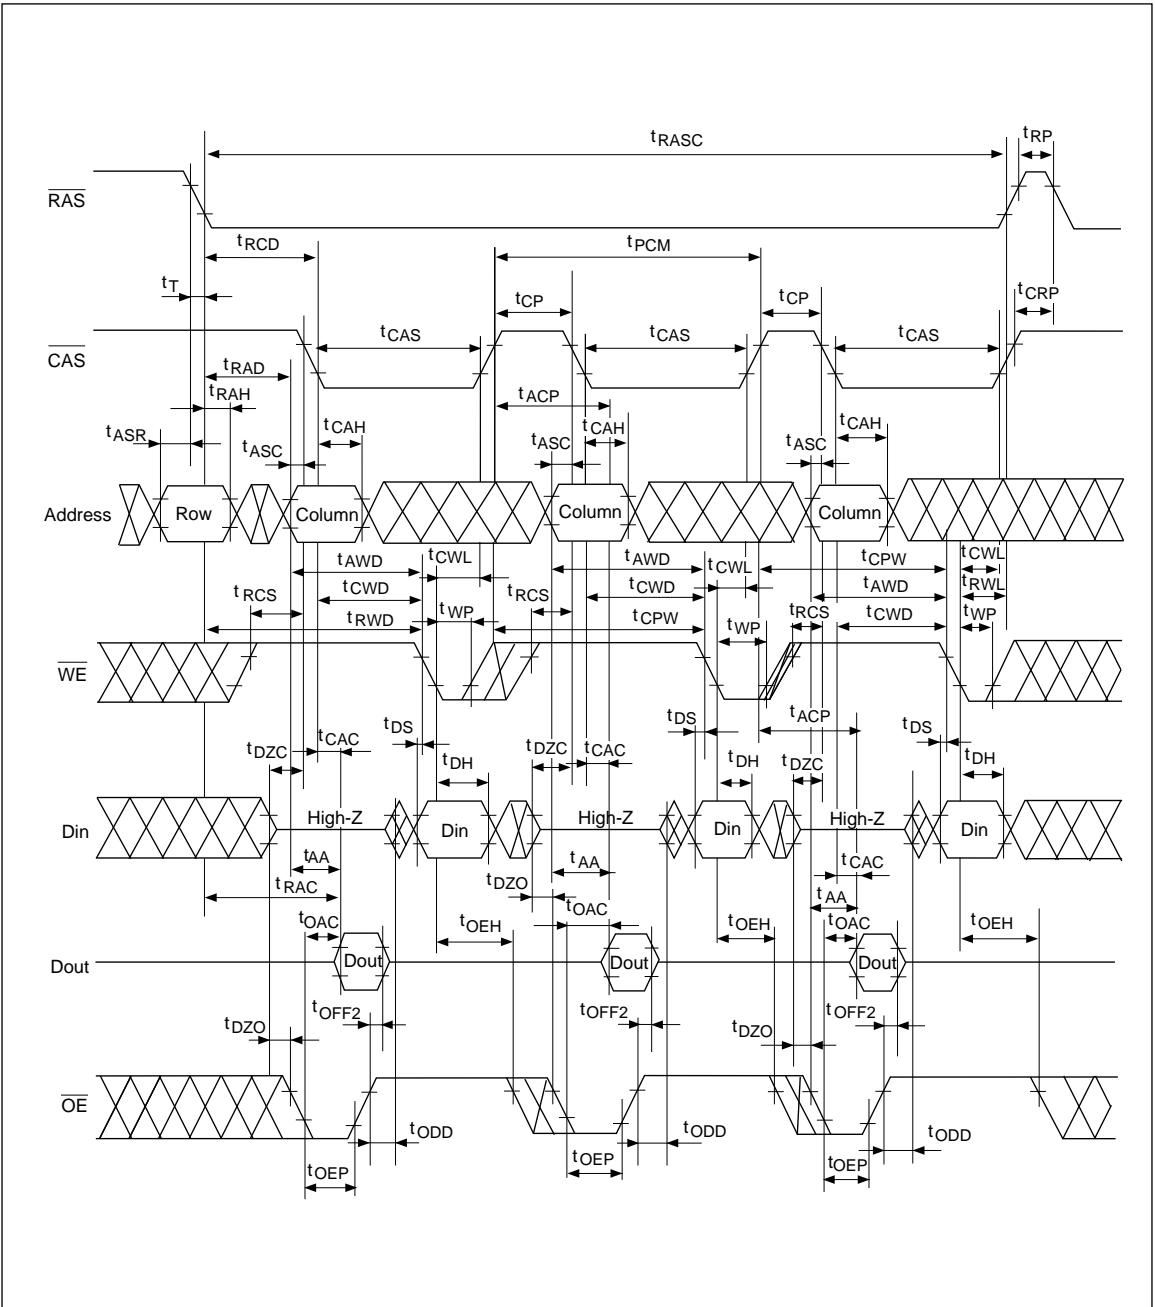 tRASC tRP
RAS
tRCD tPCM
tT tCP tCP tCRP
CAS tCAS tCAS tCAS
tRAD
tRAH tACP
tASR tASC tCAH tASC tCAH tASC tCAH
Address Row Column Column Column
tAWD tCWL tAWD tCWL tCPW tCWL
tRCS tCWD tRCS tCWD tAWD tRWL
tRWD tWP tCPW tWP tRCS tCWD tWP
WE
tDS tDS tACP tDS
tDZC tCAC tDH tDZC tCAC tDH tDZC tDH
Din High-Z Din High-Z Din High-Z Din
tAA tAA tCAC
tRAC tDZO tAA
tOAC tOEH tOAC tOEH tOAC tOEH
Dout Dout Dout Dout
tDZO tOFF2 tOFF2 tDZO tOFF2
OE
tODD tODD tODD
tOEP tOEP tOEP